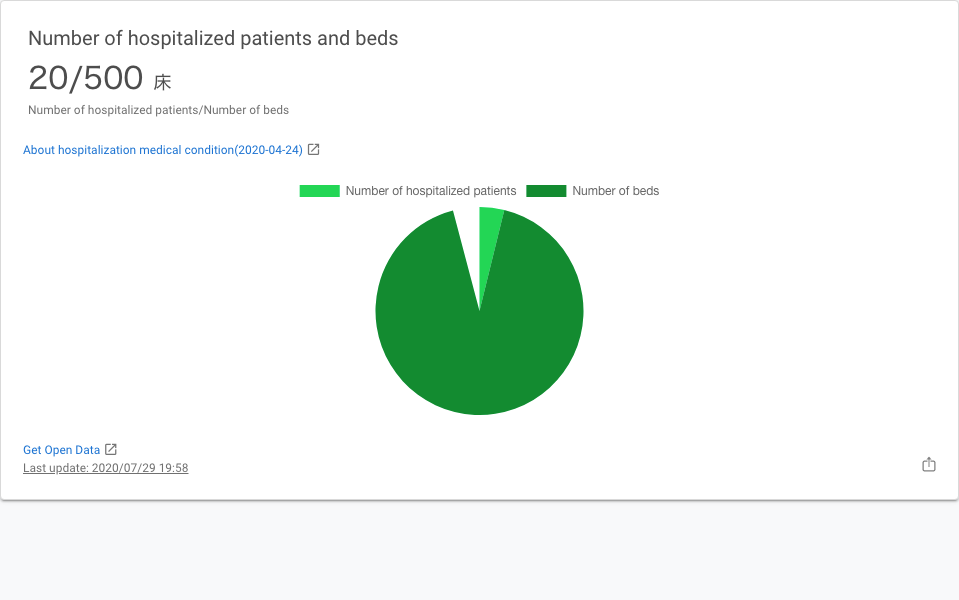 Number of hospitalized patients and beds
20/500 床
Number of hospitalized patients/Number of beds
About hospitalization medical condition(2020-04-24)
Number of hospitalized patients Number of beds
Get Open Data
Last update: 2020/07/29 19:58